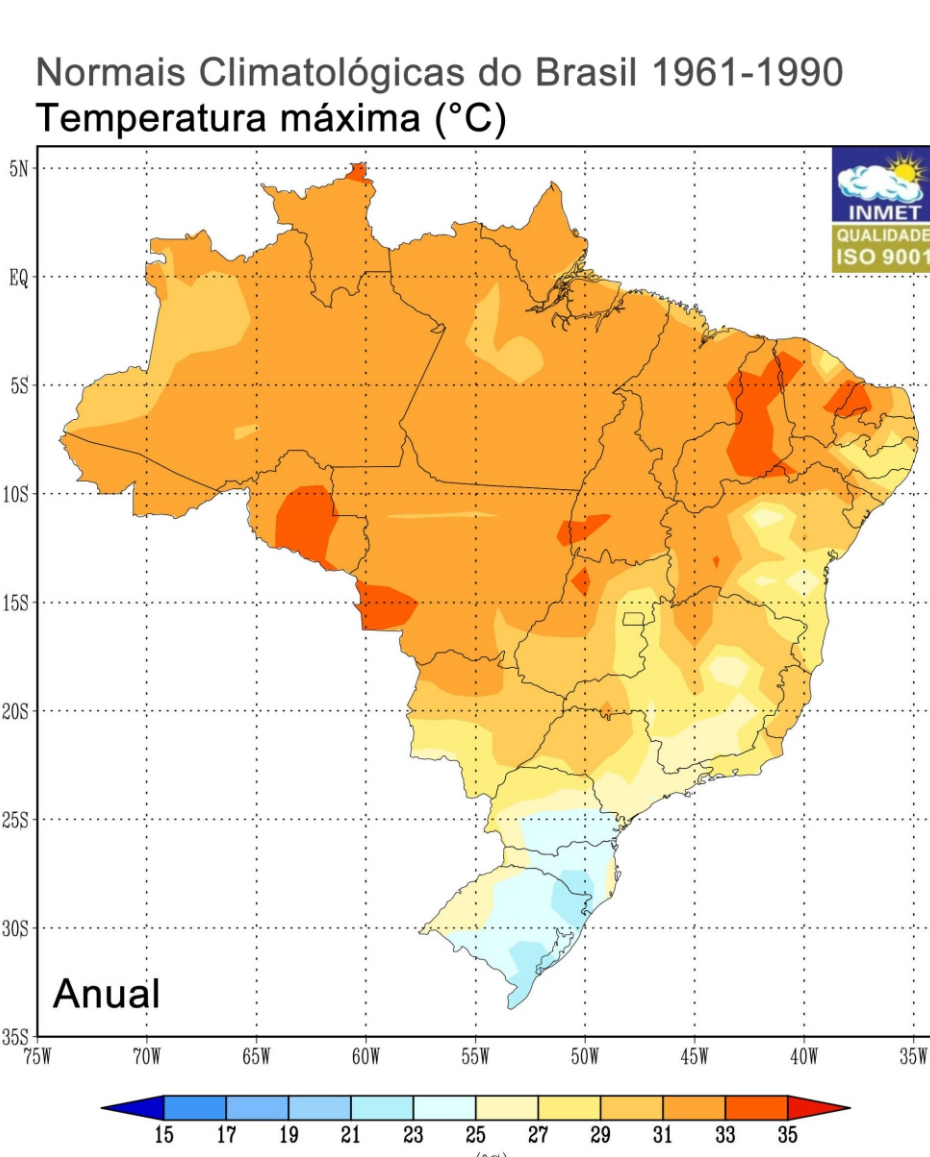 Normais Climatológicas do Brasil 1961-1990
Temperatura máxima (°C)
INMET
QUALIDADE
ISO 9001
5N
EQ
5S
10S
15S
20S
25S
30S
35S
Anual
75W 70W 65W 60W 55W 50W 45W 40W 35W
15 17 19 21 23 25 27 29 31 33 35